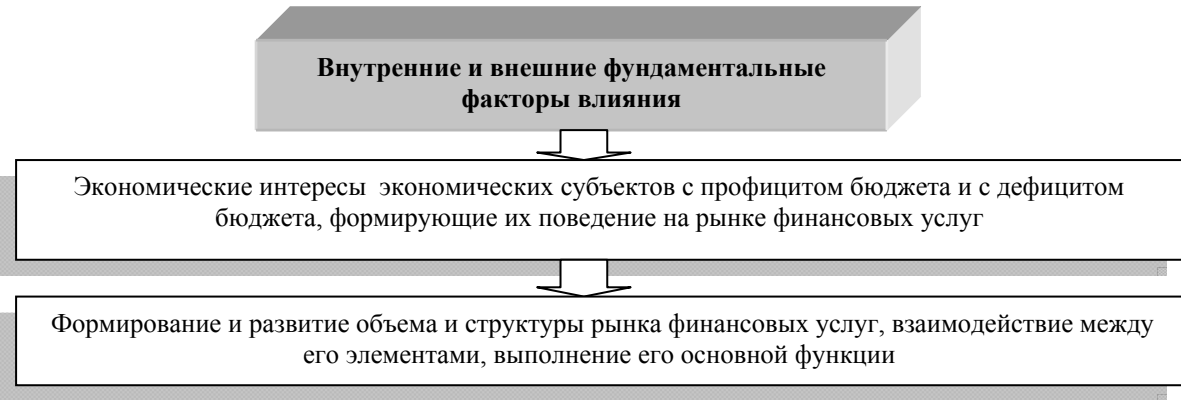 Внутренние и внешние фундаментальные
факторы влияния
Экономические интересы экономических субъектов с профицитом бюджета и с дефицитом
бюджета, формирующие их поведение на рынке финансовых услуг
Формирование и развитие объема и структуры рынка финансовых услуг, взаимодействие между
его элементами, выполнение его основной функции